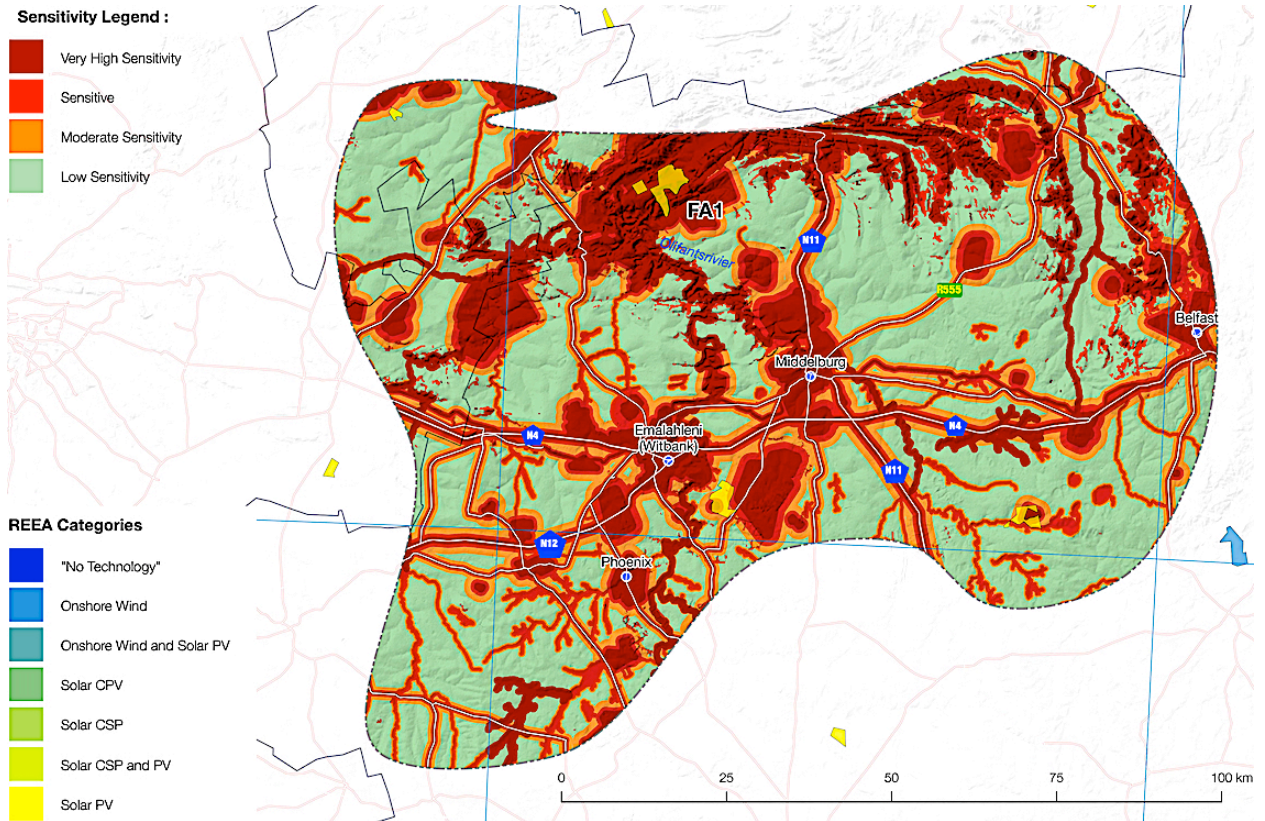 Sensitivity Legend :
Very High Sensitivity
Sensitive
Moderate Sensitivity
Low Sensitivity
FA1
Olifantsrivier
N11
R555
Belfast
Middelburg
N4
Emalahleni
(Witbank)
N4
N11
N12
Phoenix
REEA Categories
"No Technology"
Onshore Wind
Onshore Wind and Solar PV
Solar CPV
Solar CSP
Solar CSP and PV
Solar PV
0 25 50 75 100 km